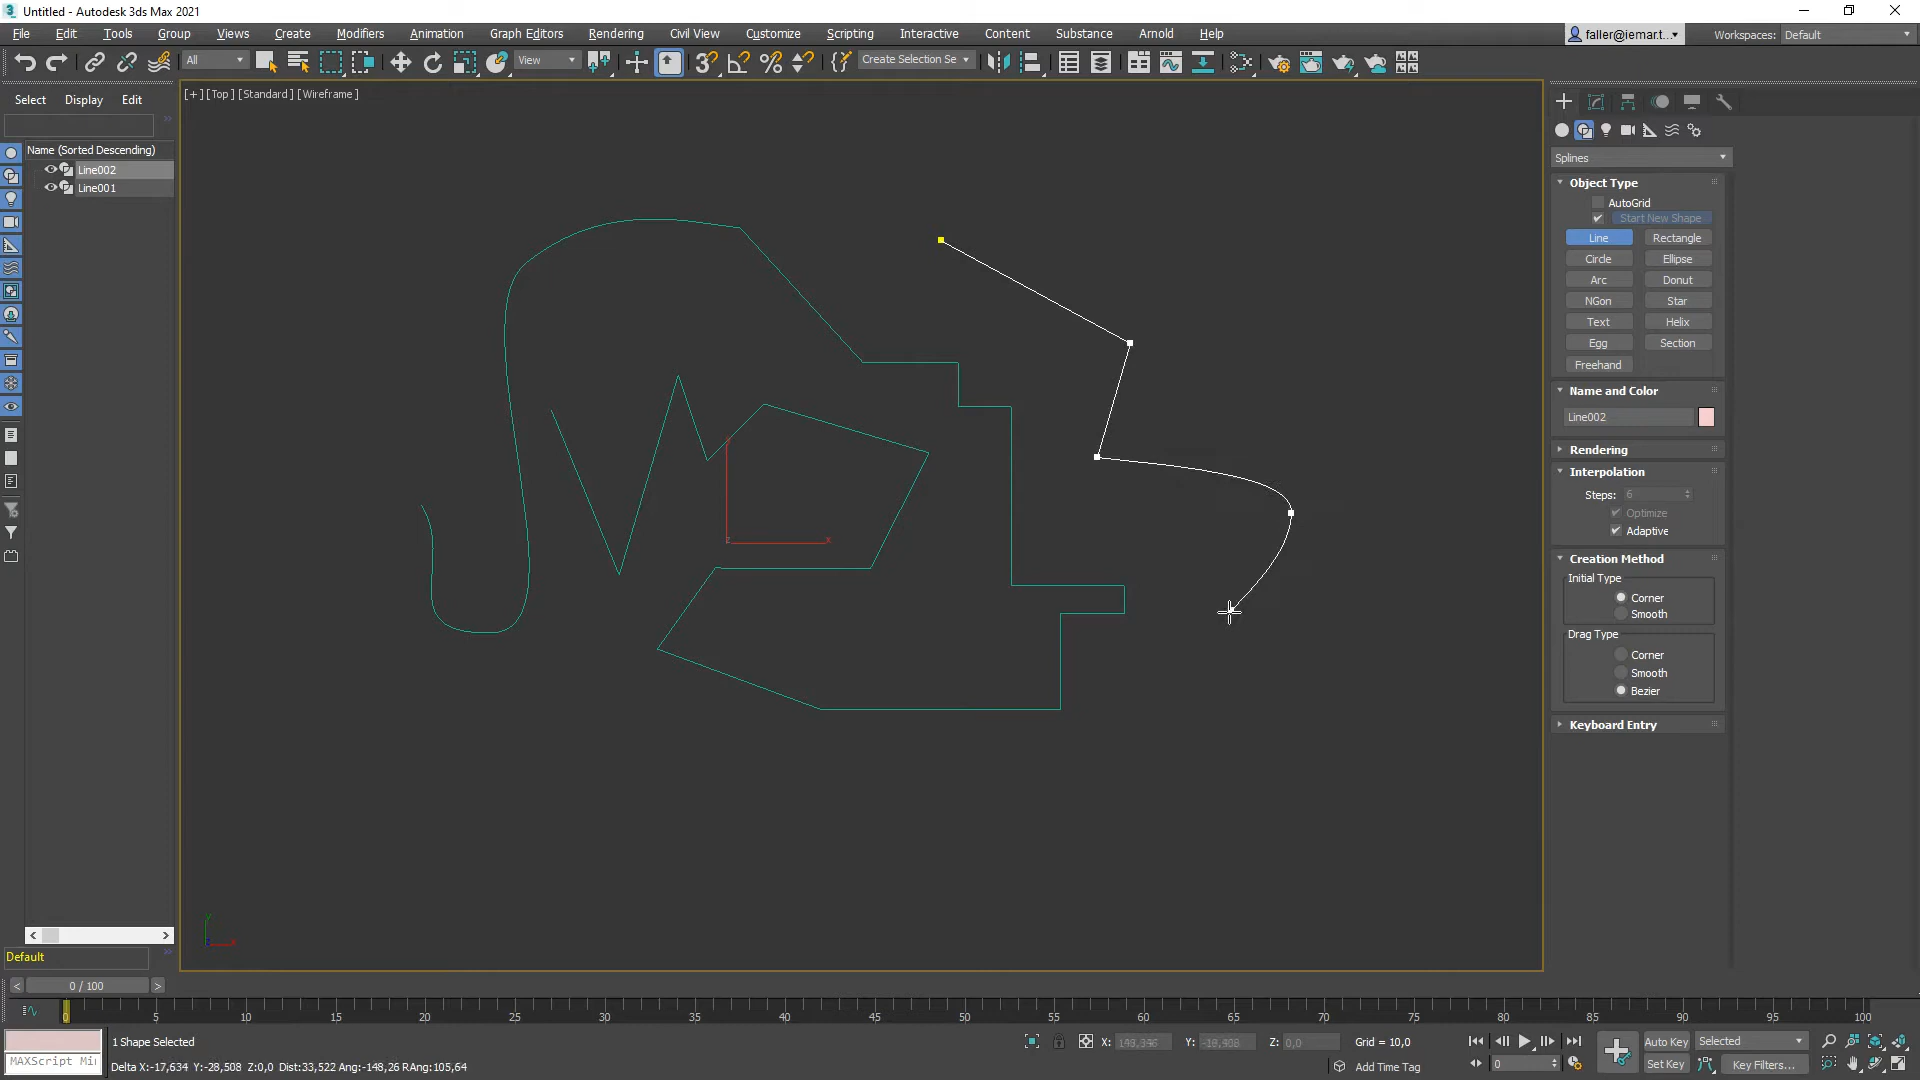 Untitled - Autodesk 3ds Max 2021
File Edit Tools Group Views Create Modifiers Animation Graph Editors Rendering Civil View Customize Scripting Interactive Content Substance Arnold Help
faller@iemar.t...
Workspaces: Default
All
View
Create Selection Se
Select Display Edit
[+] [Top] [Standard] [Wireframe]
Name (Sorted Descending)
Line002
Line001
Splines
Object Type
AutoGrid
Start New Shape
Line Rectangle
Circle Ellipse
Arc Donut
NGon Star
Text Helix
Egg Section
Freehand
Name and Color
Line002
Rendering
Interpolation
Steps: 6
Optimize
Adaptive
Creation Method
Initial Type
Corner
Smooth
Drag Type
Corner
Smooth
Bezier
Keyboard Entry
z x
Default
0 / 100
0 5 10 15 20 25 30 35 40 45 50 55 60 65 70 75 80 85 90 95 100
1 Shape Selected
X: 149,946 Y: -18,408 Z: 0,0 Grid = 10,0
Auto Key Selected
MAXScript Mi
Delta X:-17,634 Y:-28,508 Z:0,0 Dist:33,522 Ang:-148,26 RAng:105,64
Add Time Tag
0
Set Key Key Filters...